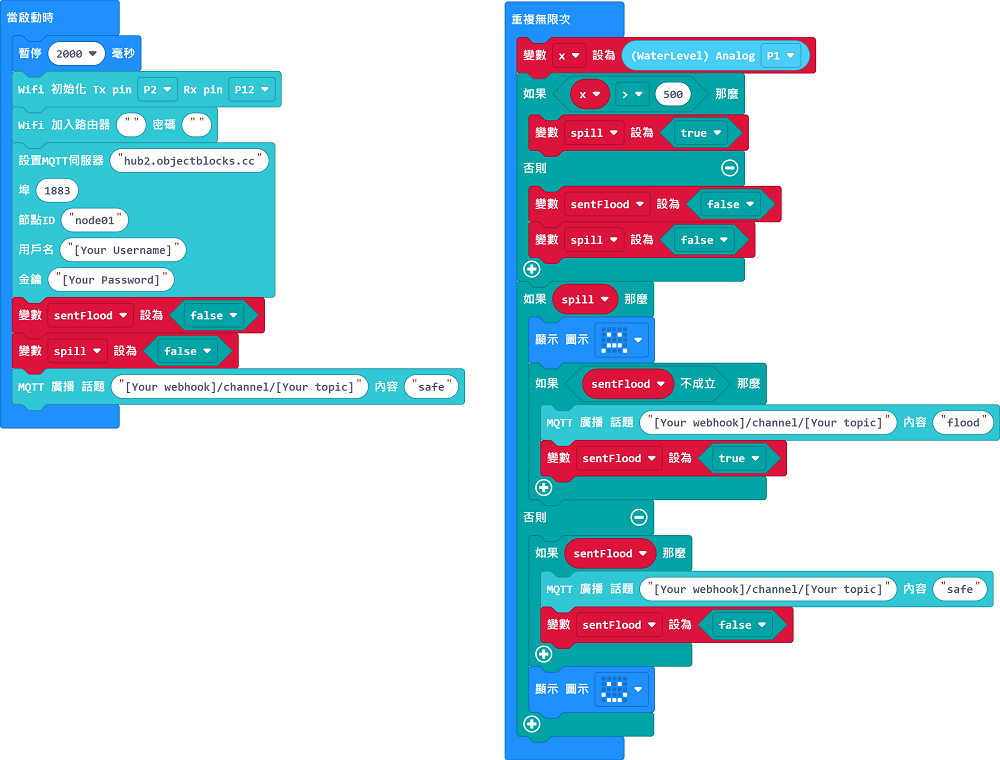 當啟動時
暫停 2000 毫秒
Wifi 初始化 Tx pin P2 Rx pin P12
Wifi 加入路由器 "" 密碼 ""
設置MQTT伺服器 "hub2.objectblocks.cc"
埠 1883
節點ID "node01"
用戶名 "[Your Username]"
金鑰 "[Your Password]"
變數 sentFlood 設為 false
變數 spill 設為 false
MQTT 廣播 話題 "[Your webhook]/channel/[Your topic]" 內容 "safe"
重複無限次
變數 x 設為 (WaterLevel) Analog P1
如果 x > 500 那麼
變數 spill 設為 true
否則
變數 sentFlood 設為 false
變數 spill 設為 false
如果 spill 那麼
顯示 圖示
如果 sentFlood 不成立 那麼
MQTT 廣播 話題 "[Your webhook]/channel/[Your topic]" 內容 "flood"
變數 sentFlood 設為 true
否則
如果 sentFlood 那麼
MQTT 廣播 話題 "[Your webhook]/channel/[Your topic]" 內容 "safe"
變數 sentFlood 設為 false
顯示 圖示